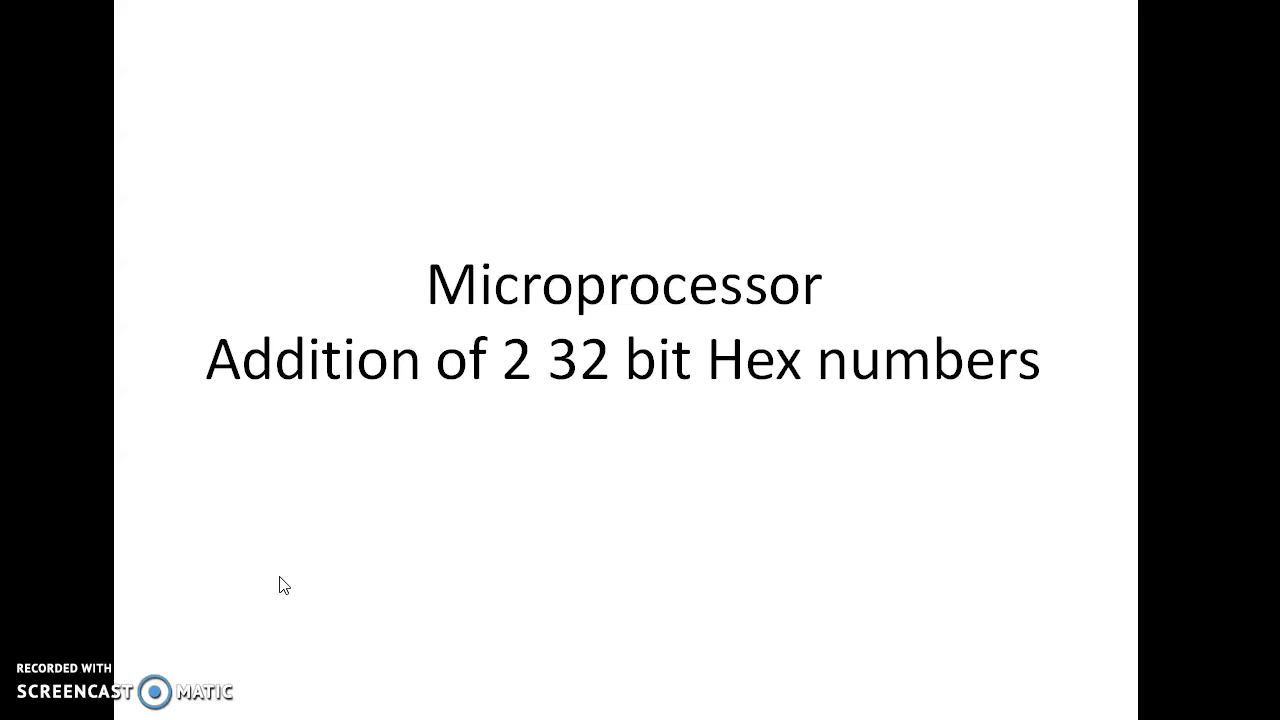 Microprocessor
Addition of 2 32 bit Hex numbers
RECORDED WITH
SCREENCAST MATIC